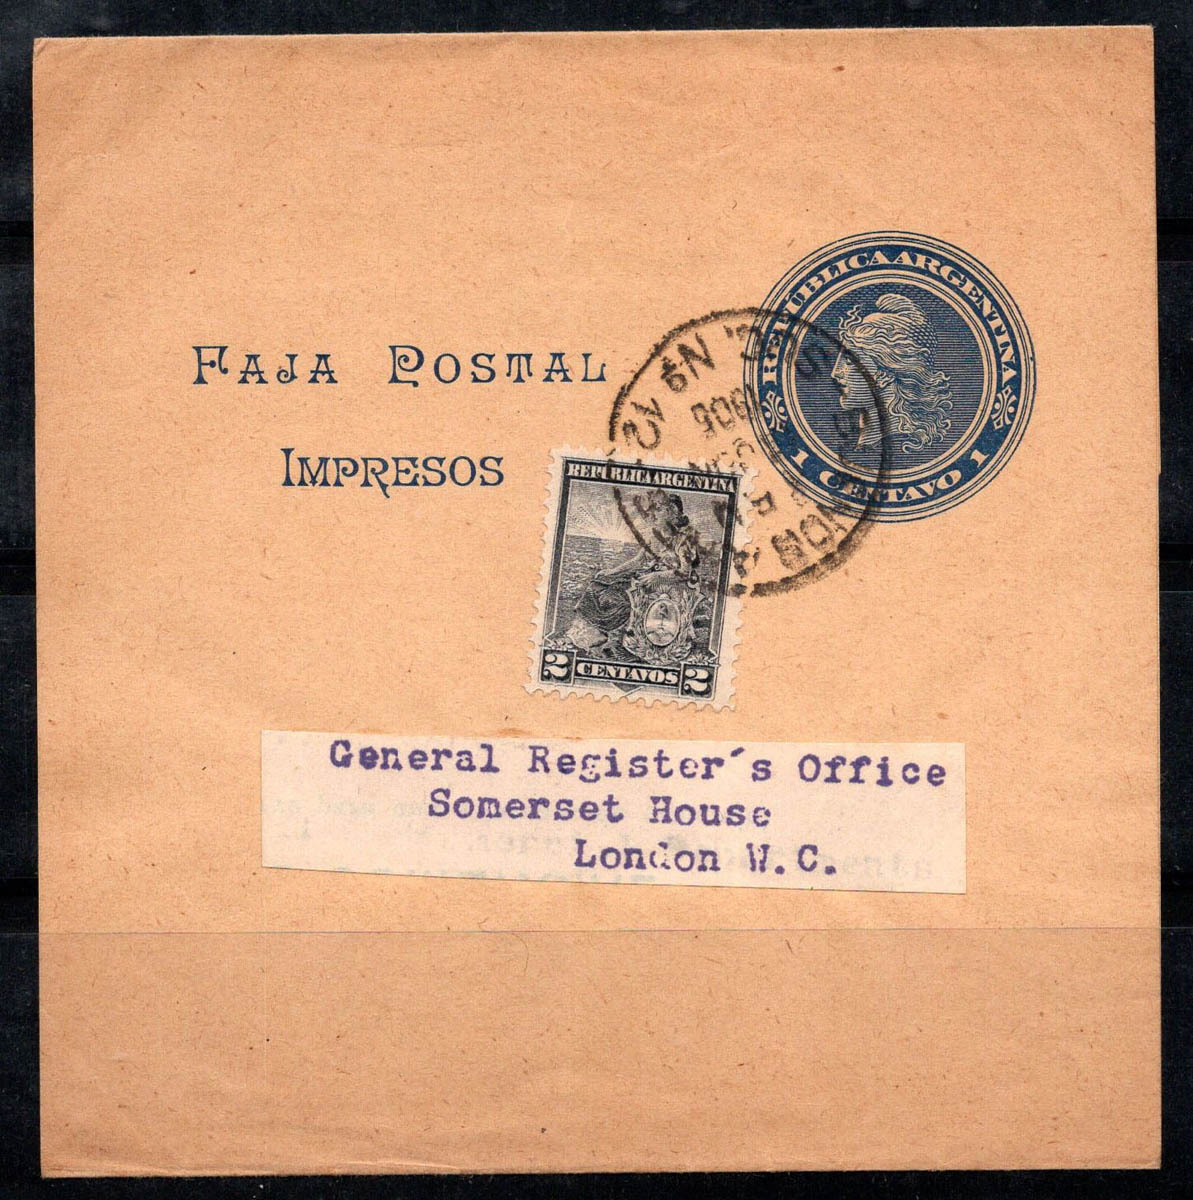 REPUBLICA ARGENTINA
1 CENTAVO 1
FAJA POSTAL
IMPRESOS
REPUBLICA ARGENTINA
2 CENTAVOS 2
General Register´s Office
Somerset House
London W.C.